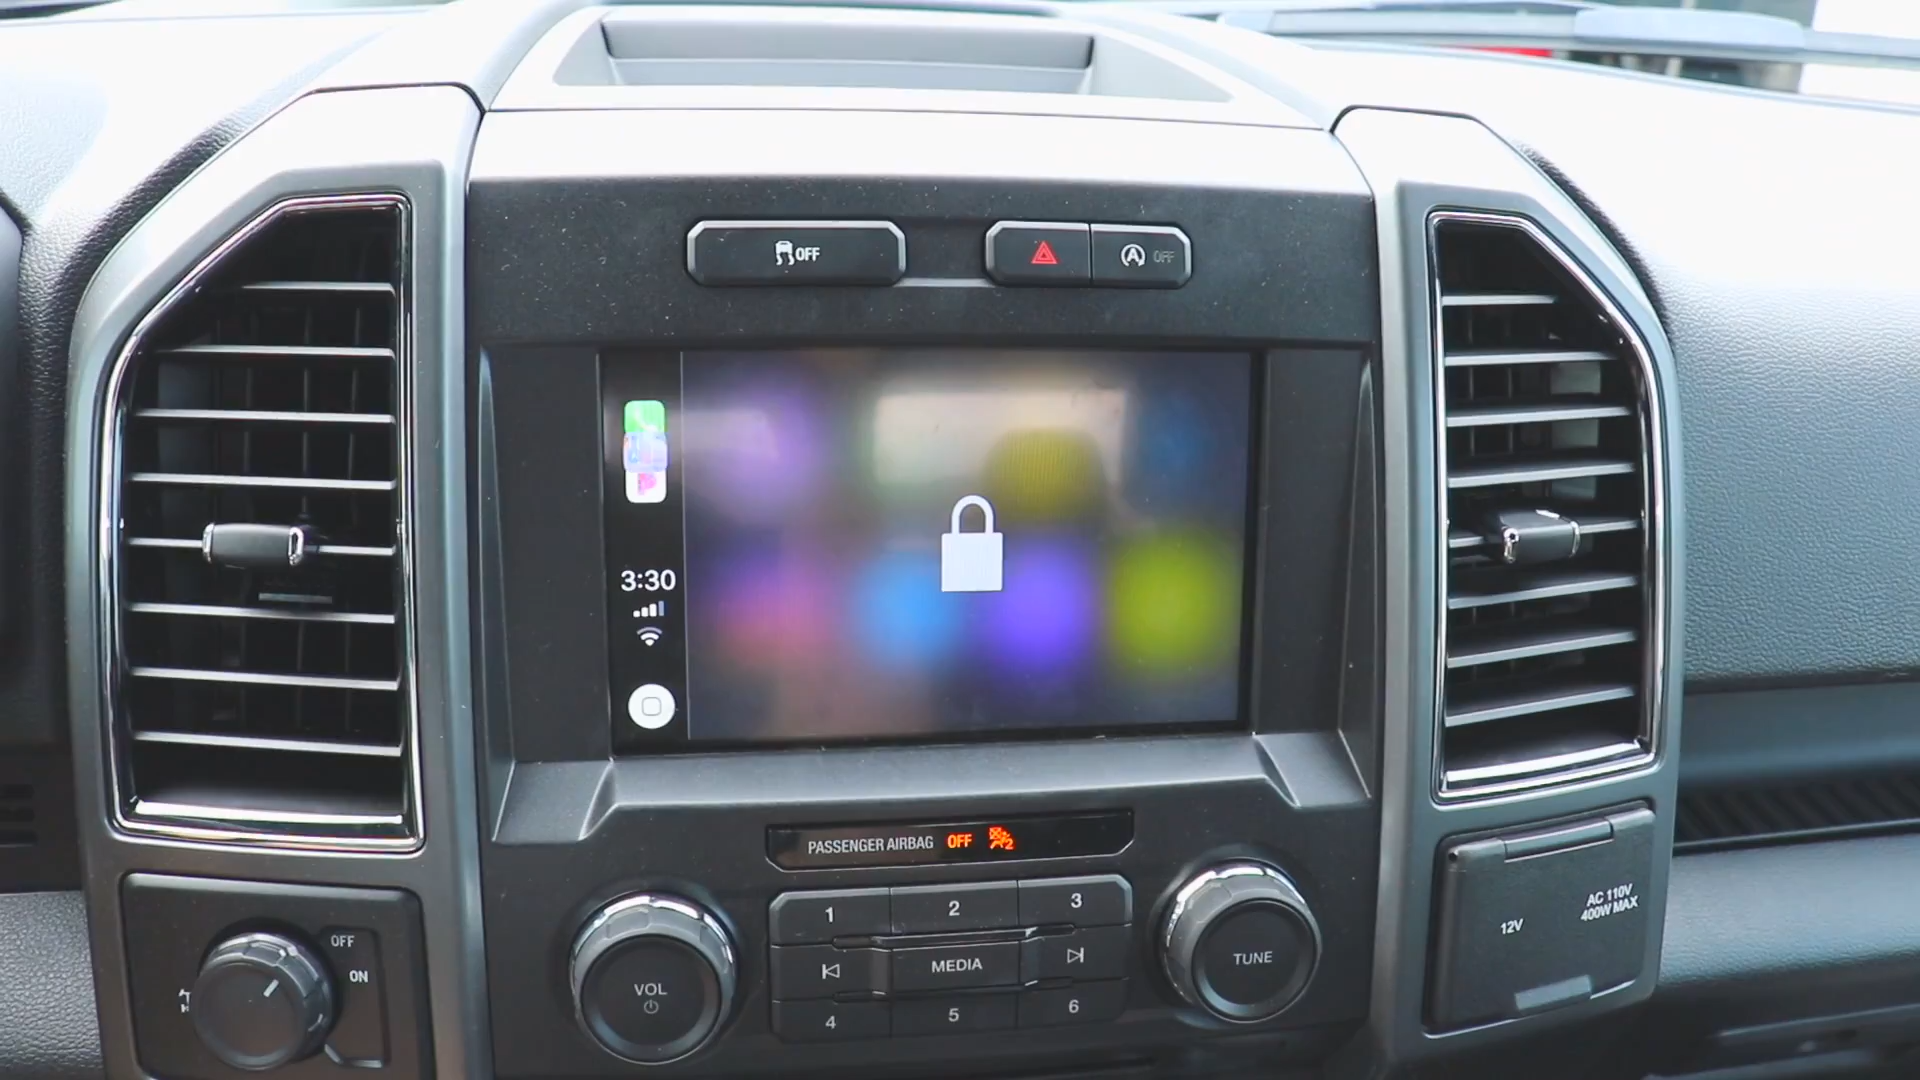 OFF
A OFF
3:30
PASSENGER AIRBAG OFF 2
1 2 3
MEDIA
4 5 6
VOL
TUNE
OFF
ON
12V
AC 110V
400W MAX